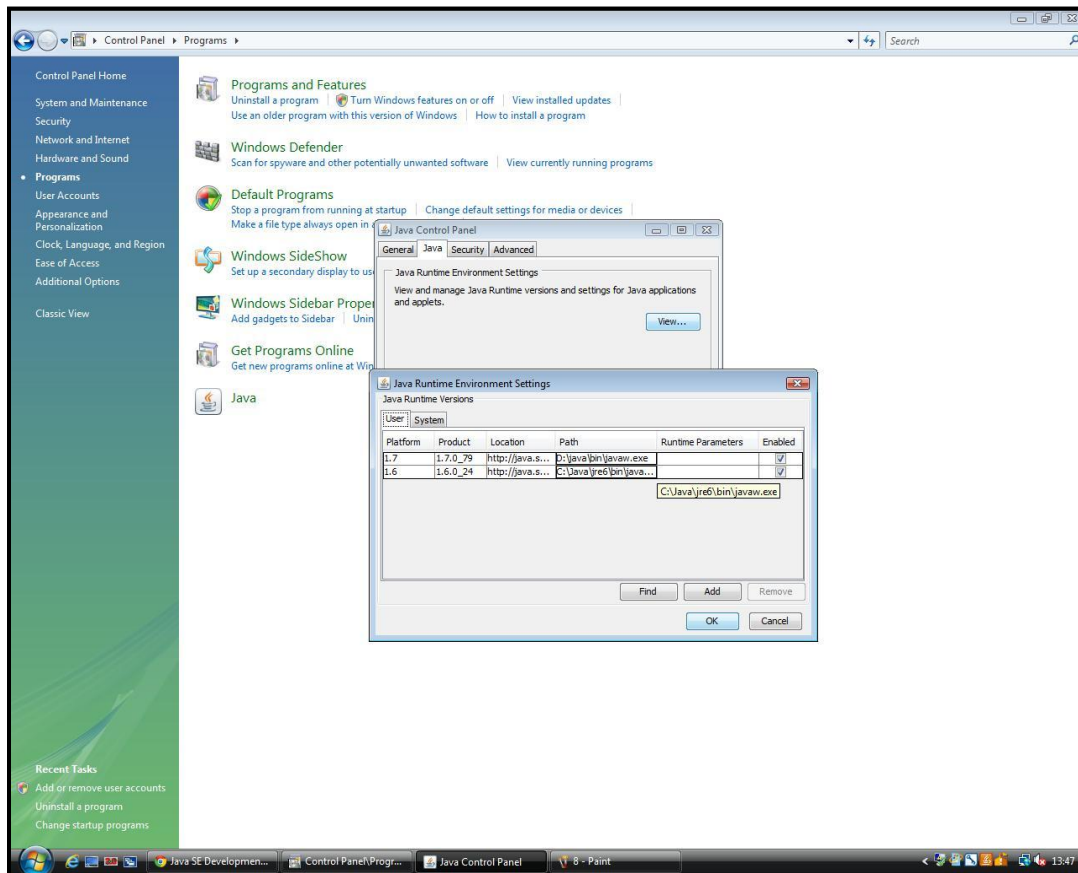 Control Panel ▸ Programs ▸
Search
Control Panel Home
System and Maintenance
Security
Network and Internet
Hardware and Sound
• Programs
User Accounts
Appearance and
Personalization
Clock, Language, and Region
Ease of Access
Additional Options
Classic View
Programs and Features
Uninstall a program | Turn Windows features on or off | View installed updates
Use an older program with this version of Windows | How to install a program
Windows Defender
Scan for spyware and other potentially unwanted software | View currently running programs
Default Programs
Stop a program from running at startup | Change default settings for media or devices
Make a file type always open in
Windows SideShow
Set up a secondary display to
Windows Sidebar
Add gadgets to Sidebar
Get Programs Online
Get new programs online at
Java
Java Control Panel
General Java Security Advanced
Java Runtime Environment Settings
View and manage Java Runtime versions and settings for Java applications
and applets.
View...
Java Runtime Environment Settings
Java Runtime Versions
User System
Platform Product Location Path Runtime Parameters Enabled
1.7 1.7.0_79 http://java.s... D:\java\bin\javaw.exe
1.6 1.6.0_24 http://java.s... C:\Java\jre6\bin\java...
C:\Java\jre6\bin\javaw.exe
Find Add Remove
OK Cancel
Recent Tasks
Add or remove user accounts
Uninstall a program
Change startup programs
Java SE Developmen... Control Panel\Progr... Java Control Panel 8 - Paint 13:47